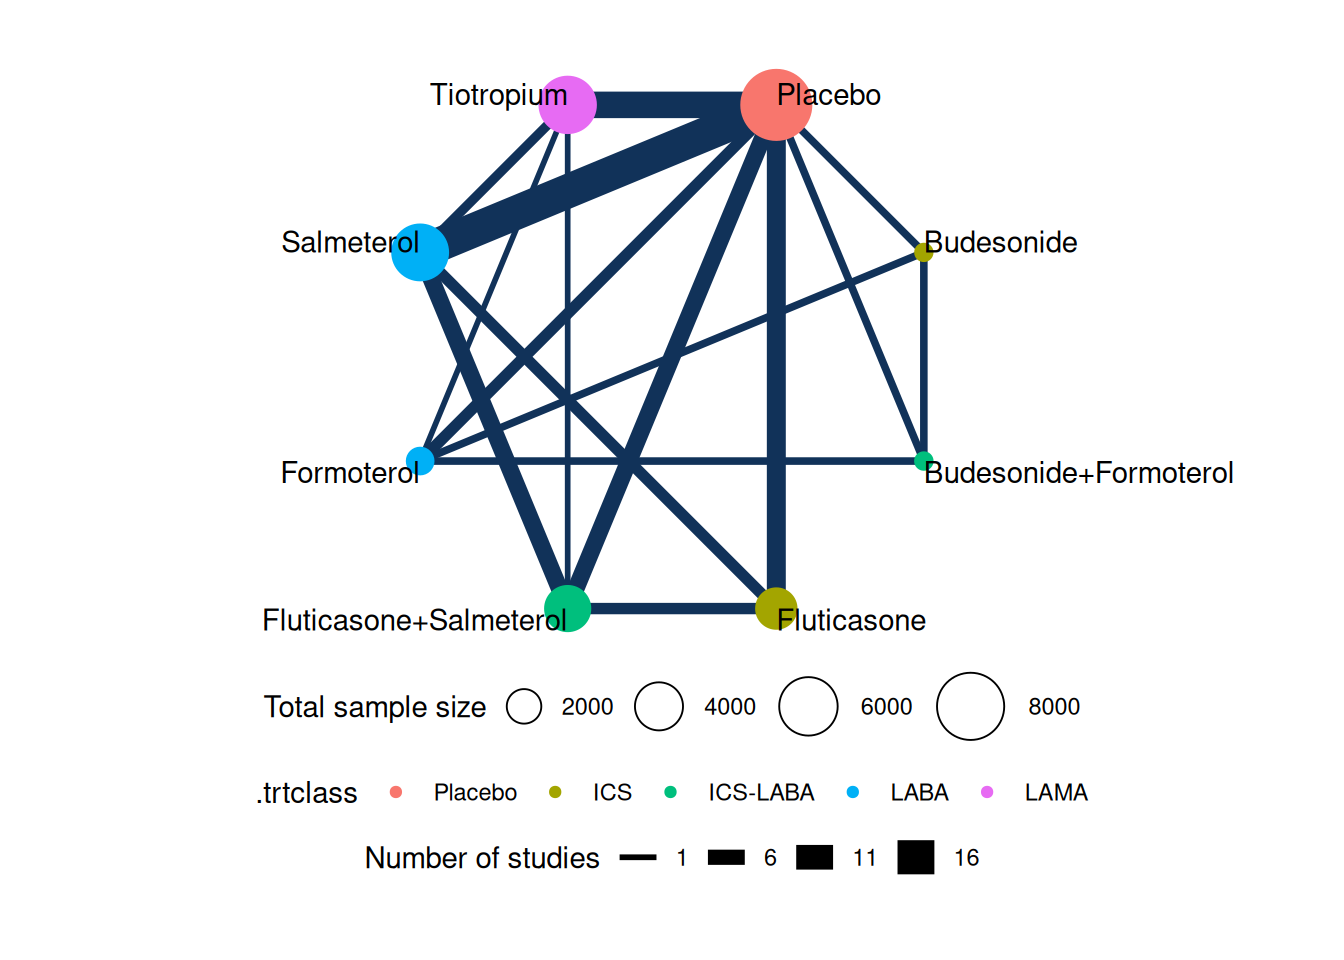 Tiotropium
Placebo
Salmeterol
Budesonide
Formoterol
Budesonide+Formoterol
Fluticasone+Salmeterol
Fluticasone
Total sample size 2000 4000 6000 8000
.trtclass Placebo ICS ICS-LABA LABA LAMA
Number of studies 1 6 11 16